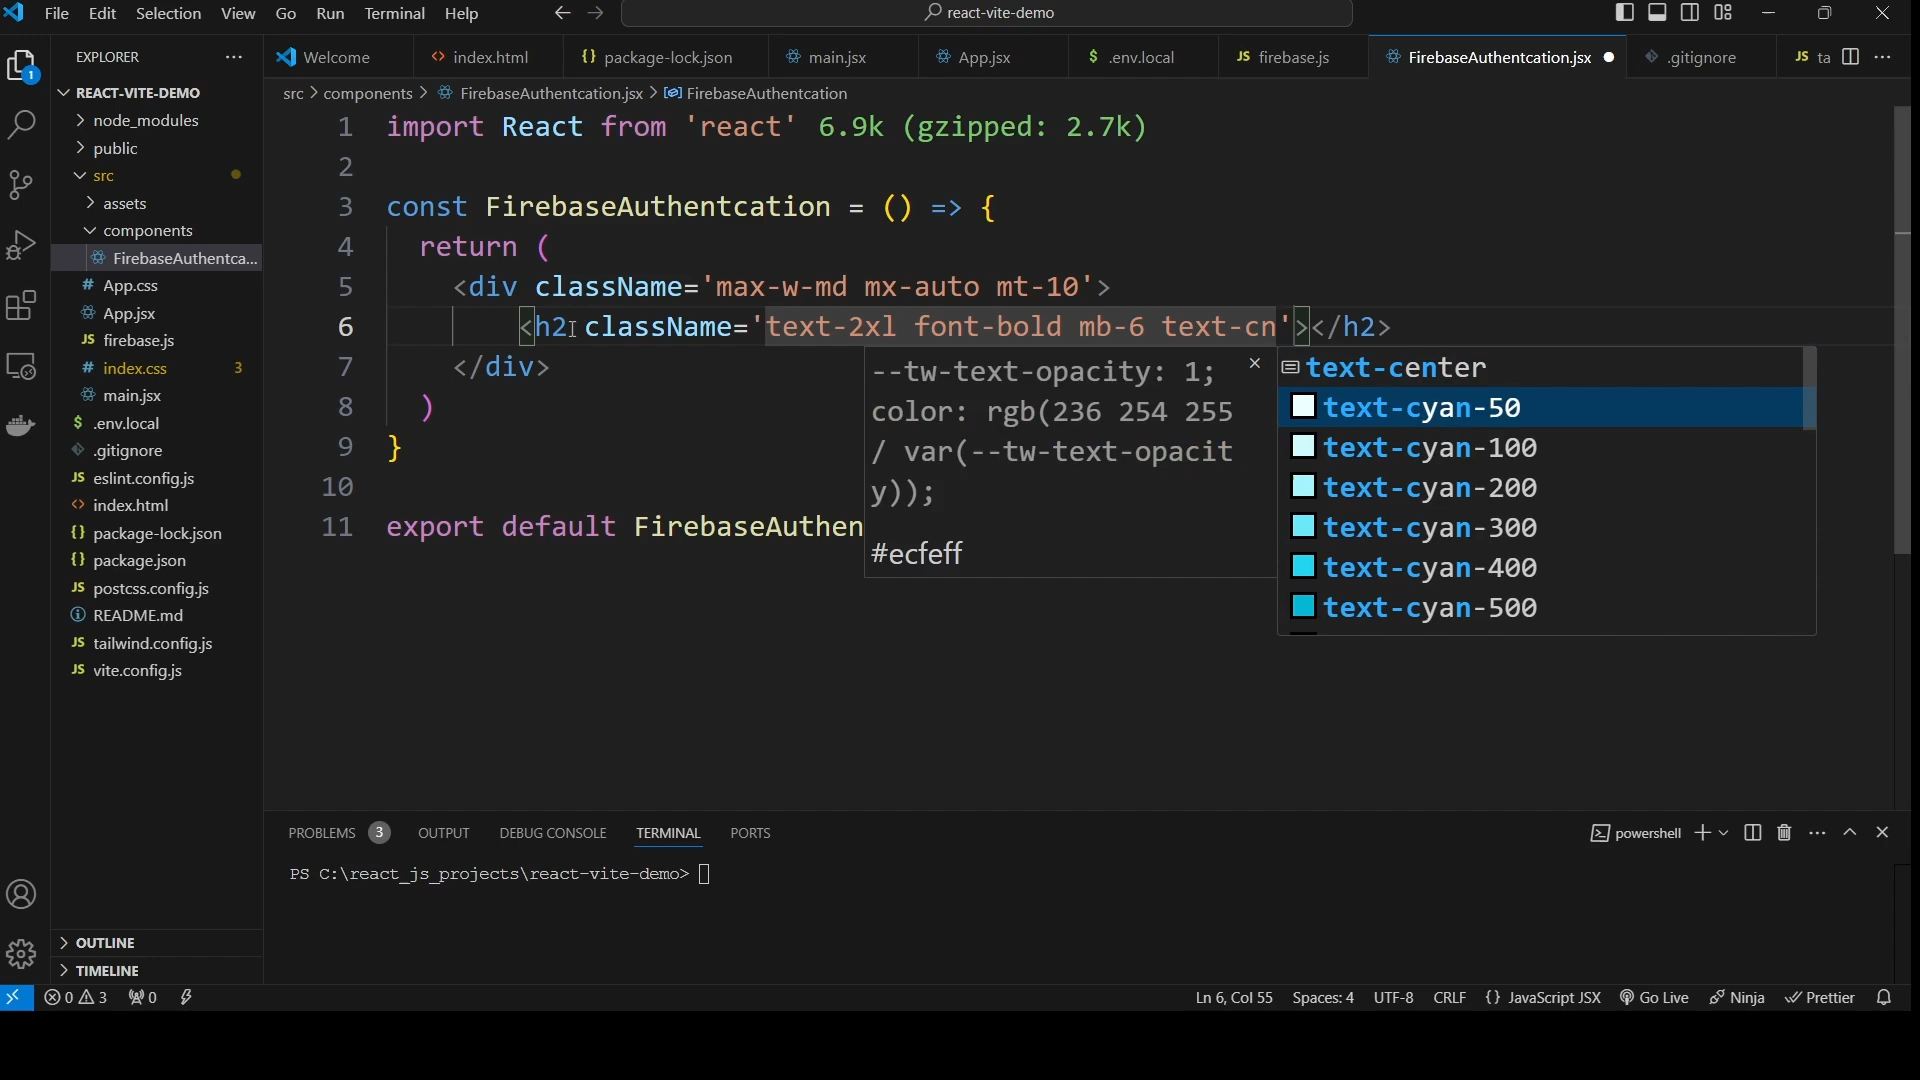 File Edit Selection View Go Run Terminal Help
react-vite-demo
EXPLORER
Welcome
index.html
package-lock.json
main.jsx
App.jsx
.env.local
firebase.js
FirebaseAuthentcation.jsx
.gitignore
ta
src > components > FirebaseAuthentcation.jsx > FirebaseAuthentcation
REACT-VITE-DEMO
node_modules
public
src
assets
components
FirebaseAuthentca...
App.css
App.jsx
firebase.js
index.css 3
main.jsx
.env.local
.gitignore
eslint.config.js
index.html
package-lock.json
package.json
postcss.config.js
README.md
tailwind.config.js
vite.config.js
OUTLINE
TIMELINE
1 import React from 'react' 6.9k (gzipped: 2.7k)
2
3 const FirebaseAuthentcation = () => {
4 return (
5 <div className='max-w-md mx-auto mt-10'>
6 <h2 className='text-2xl font-bold mb-6 text-cn'></h2>
7 </div>
8 )
9 }
10
11 export default FirebaseAuthen
--tw-text-opacity: 1;
color: rgb(236 254 255
/ var(--tw-text-opacit
y));
#ecfeff
text-center
text-cyan-50
text-cyan-100
text-cyan-200
text-cyan-300
text-cyan-400
text-cyan-500
PROBLEMS 3 OUTPUT DEBUG CONSOLE TERMINAL PORTS
powershell
PS C:\react_js_projects\react-vite-demo>
0 3 0
Ln 6, Col 55 Spaces: 4 UTF-8 CRLF {} JavaScript JSX Go Live Ninja Prettier